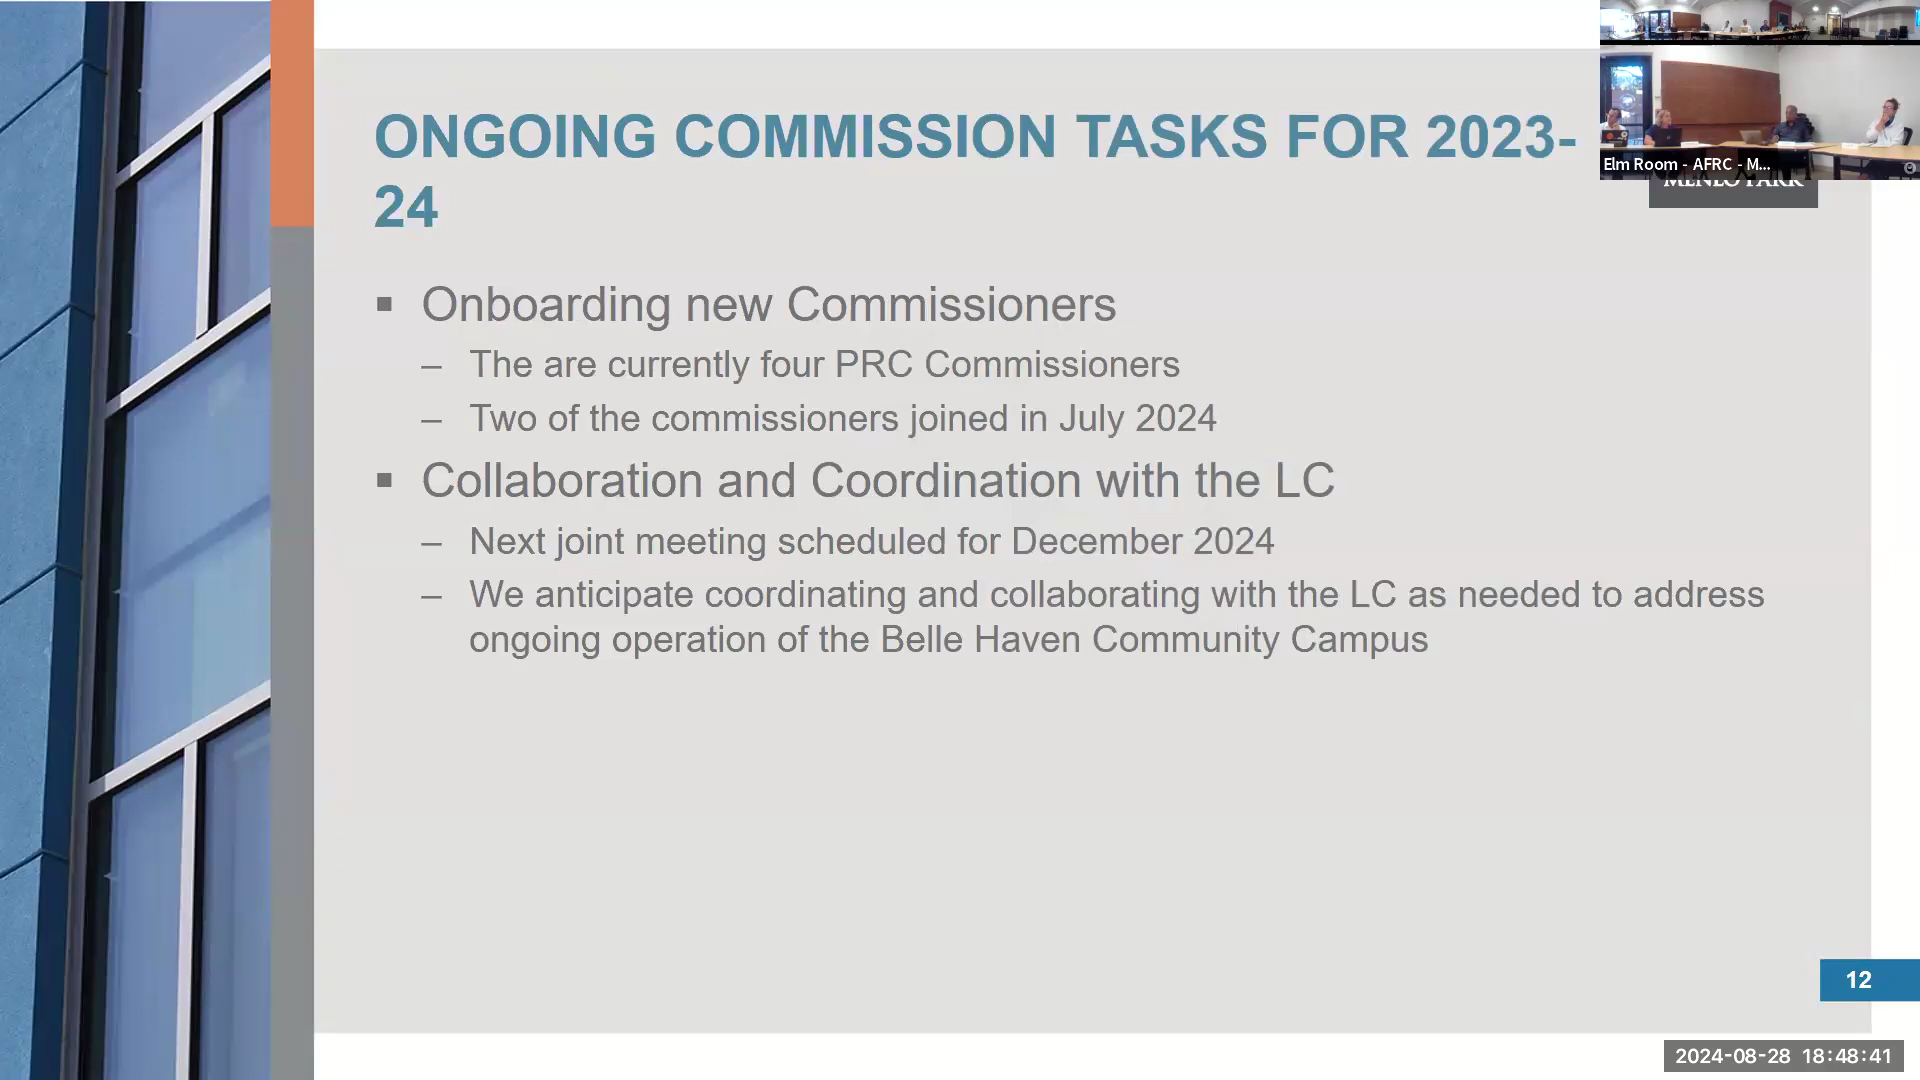 ONGOING COMMISSION TASKS FOR 2023-
24
Elm Room - AFRC - M...
MENLO PARK
▪ Onboarding new Commissioners
– The are currently four PRC Commissioners
– Two of the commissioners joined in July 2024
▪ Collaboration and Coordination with the LC
– Next joint meeting scheduled for December 2024
– We anticipate coordinating and collaborating with the LC as needed to address
ongoing operation of the Belle Haven Community Campus
12
2024-08-28 18:48:41